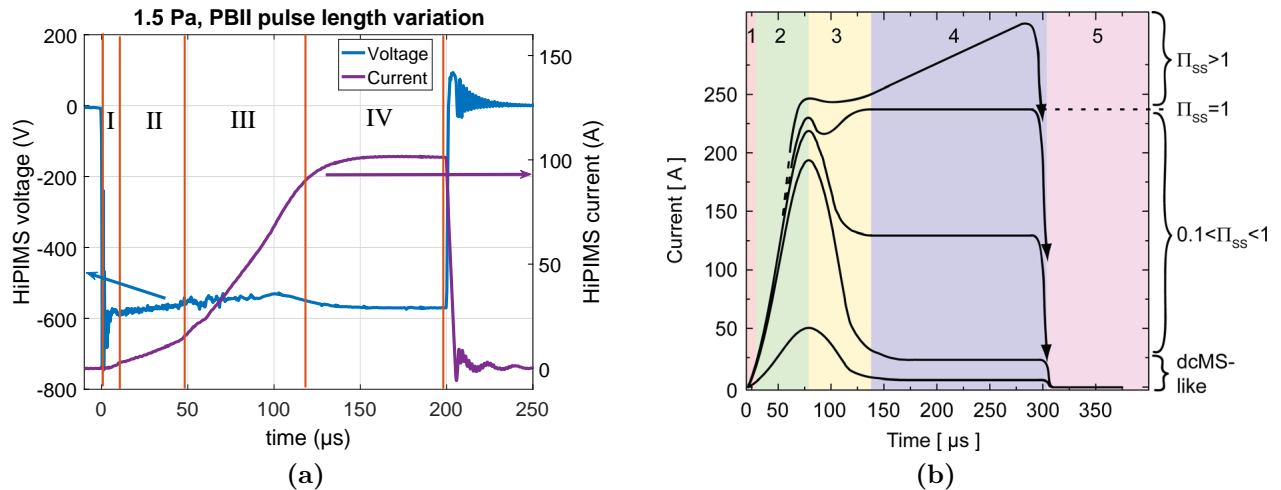 1.5 Pa, PBII pulse length variation
HiPIMS voltage (V)
200
0
-200
-400
-600
-800
I
II
III
IV
Voltage
Current
150
100
50
0
HiPIMS current (A)
0
50
100
150
200
250
time (µs)
(a)
Current [ A ]
250
200
150
100
50
0
1
2
3
4
5
Π_SS>1
Π_SS=1
0.1<Π_SS<1
dcMS-
like
0 50 100 150 200 250 300 350
Time [ µs ]
(b)